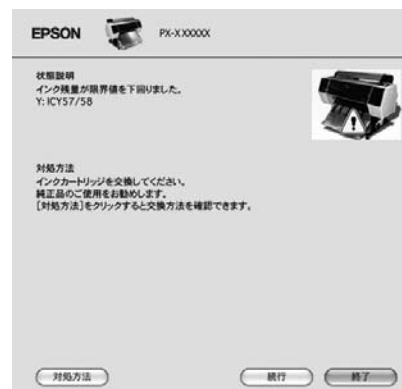 EPSON PX-XXXXXX
状態説明
インク残量が限界値を下回りました。
Y: ICY57/58
対処方法
インクカートリッジを交換してください。
純正品のご使用をお勧めします。
[対処方法]をクリックすると交換方法を確認できます。
対処方法 続行 終了